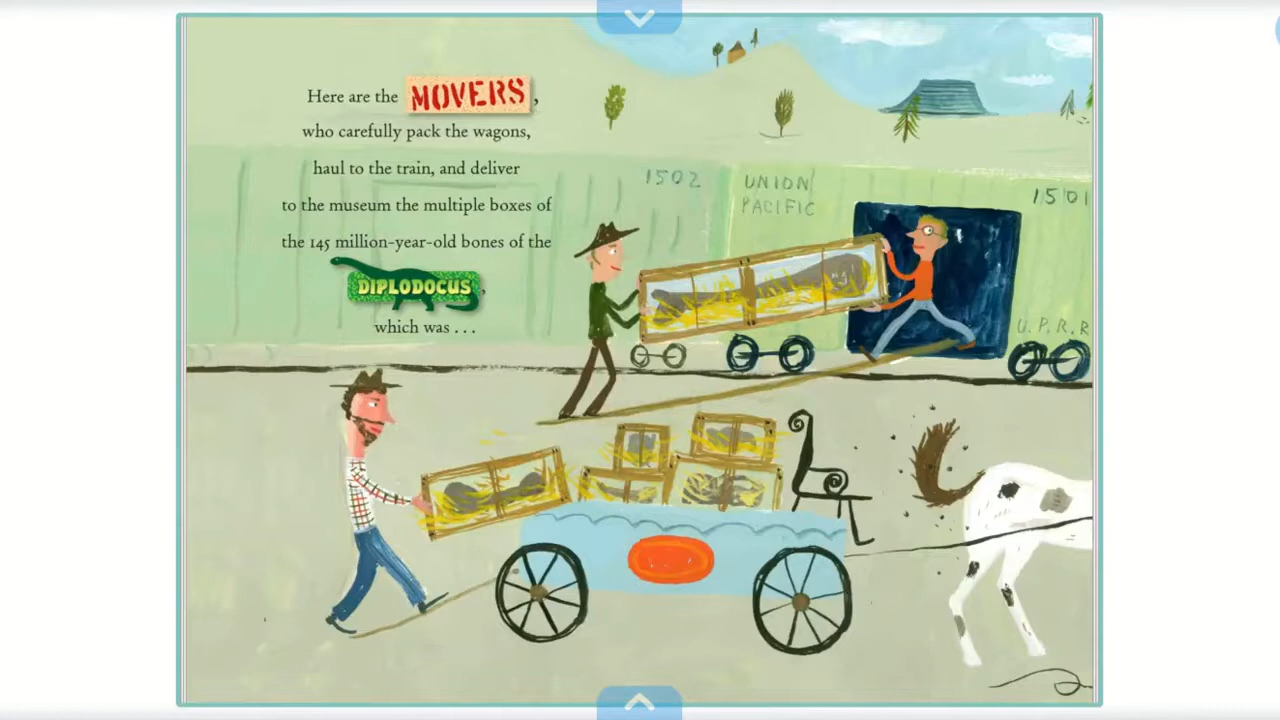 Here are the MOVERS,
who carefully pack the wagons,
haul to the train, and deliver
to the museum the multiple boxes of
the 145 million-year-old bones of the
DIPLODOCUS,
which was . . .
1502
UNION
PACIFIC
1501
U.P.R.R